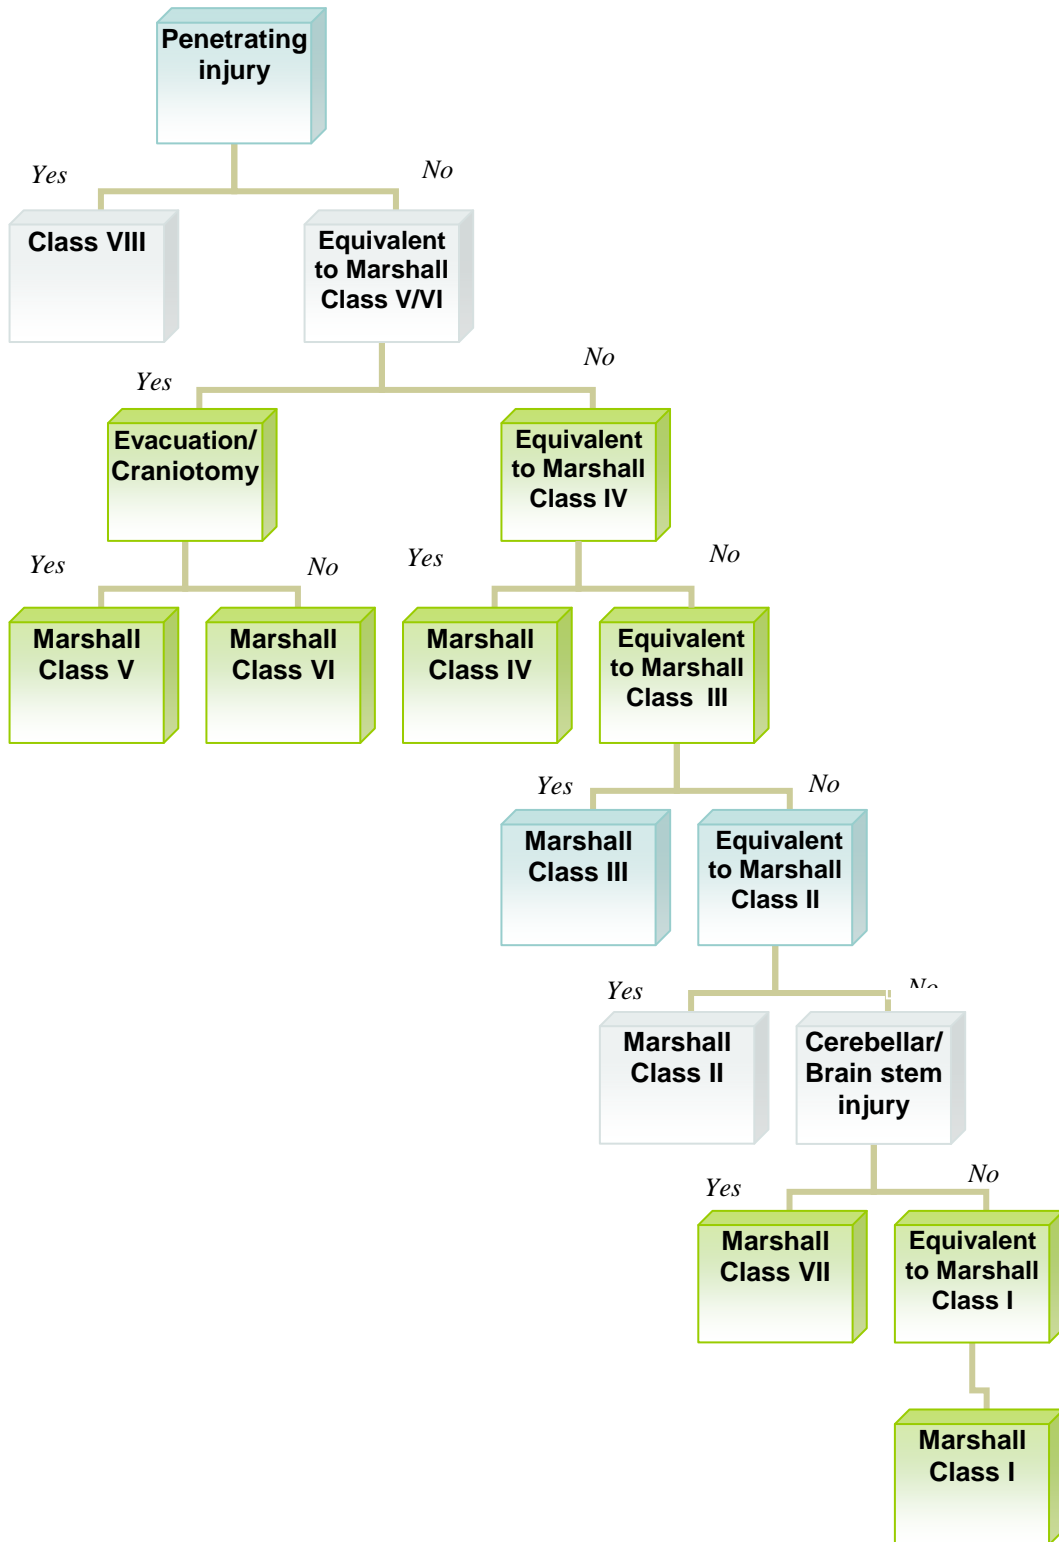 Penetrating
injury
Yes
No
Class VIII
Equivalent
to Marshall
Class V/VI
Yes
No
Evacuation/
Craniotomy
Equivalent
to Marshall
Class IV
Yes
No
Yes
No
Marshall
Class V
Marshall
Class VI
Marshall
Class IV
Equivalent
to Marshall
Class III
Yes
No
Marshall
Class III
Equivalent
to Marshall
Class II
Yes
No
Marshall
Class II
Cerebellar/
Brain stem
injury
Yes
No
Marshall
Class VII
Equivalent
to Marshall
Class I
Marshall
Class I